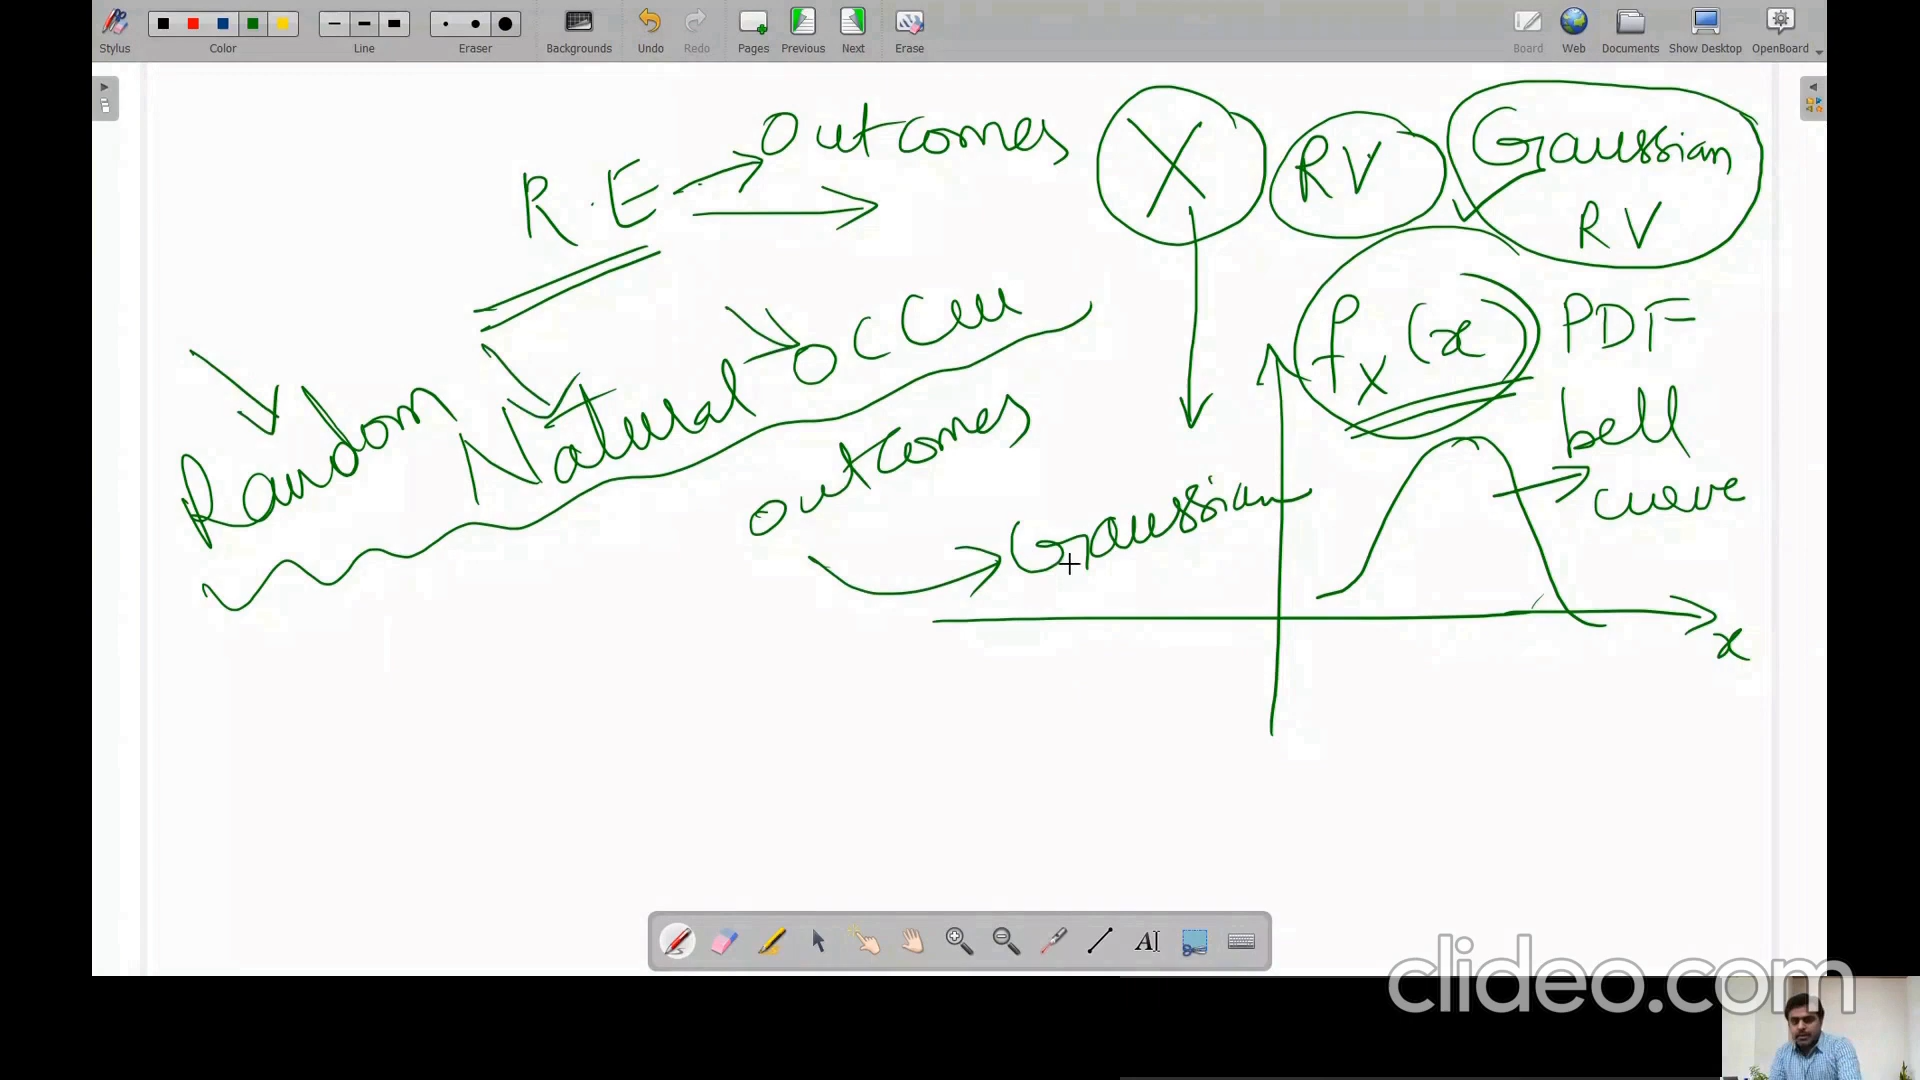 Stylus
Color
Line
Eraser
Backgrounds
Undo
Redo
Pages
Previous
Next
Erase
Board
Web
Documents
Show Desktop
OpenBoard
R.E → Outcomes
X
RV
Gaussian
RV
Random Natural → Occur
outcomes
→ Gaussian
fX(x)
PDF
bell
curve
x
AI
clideo.com